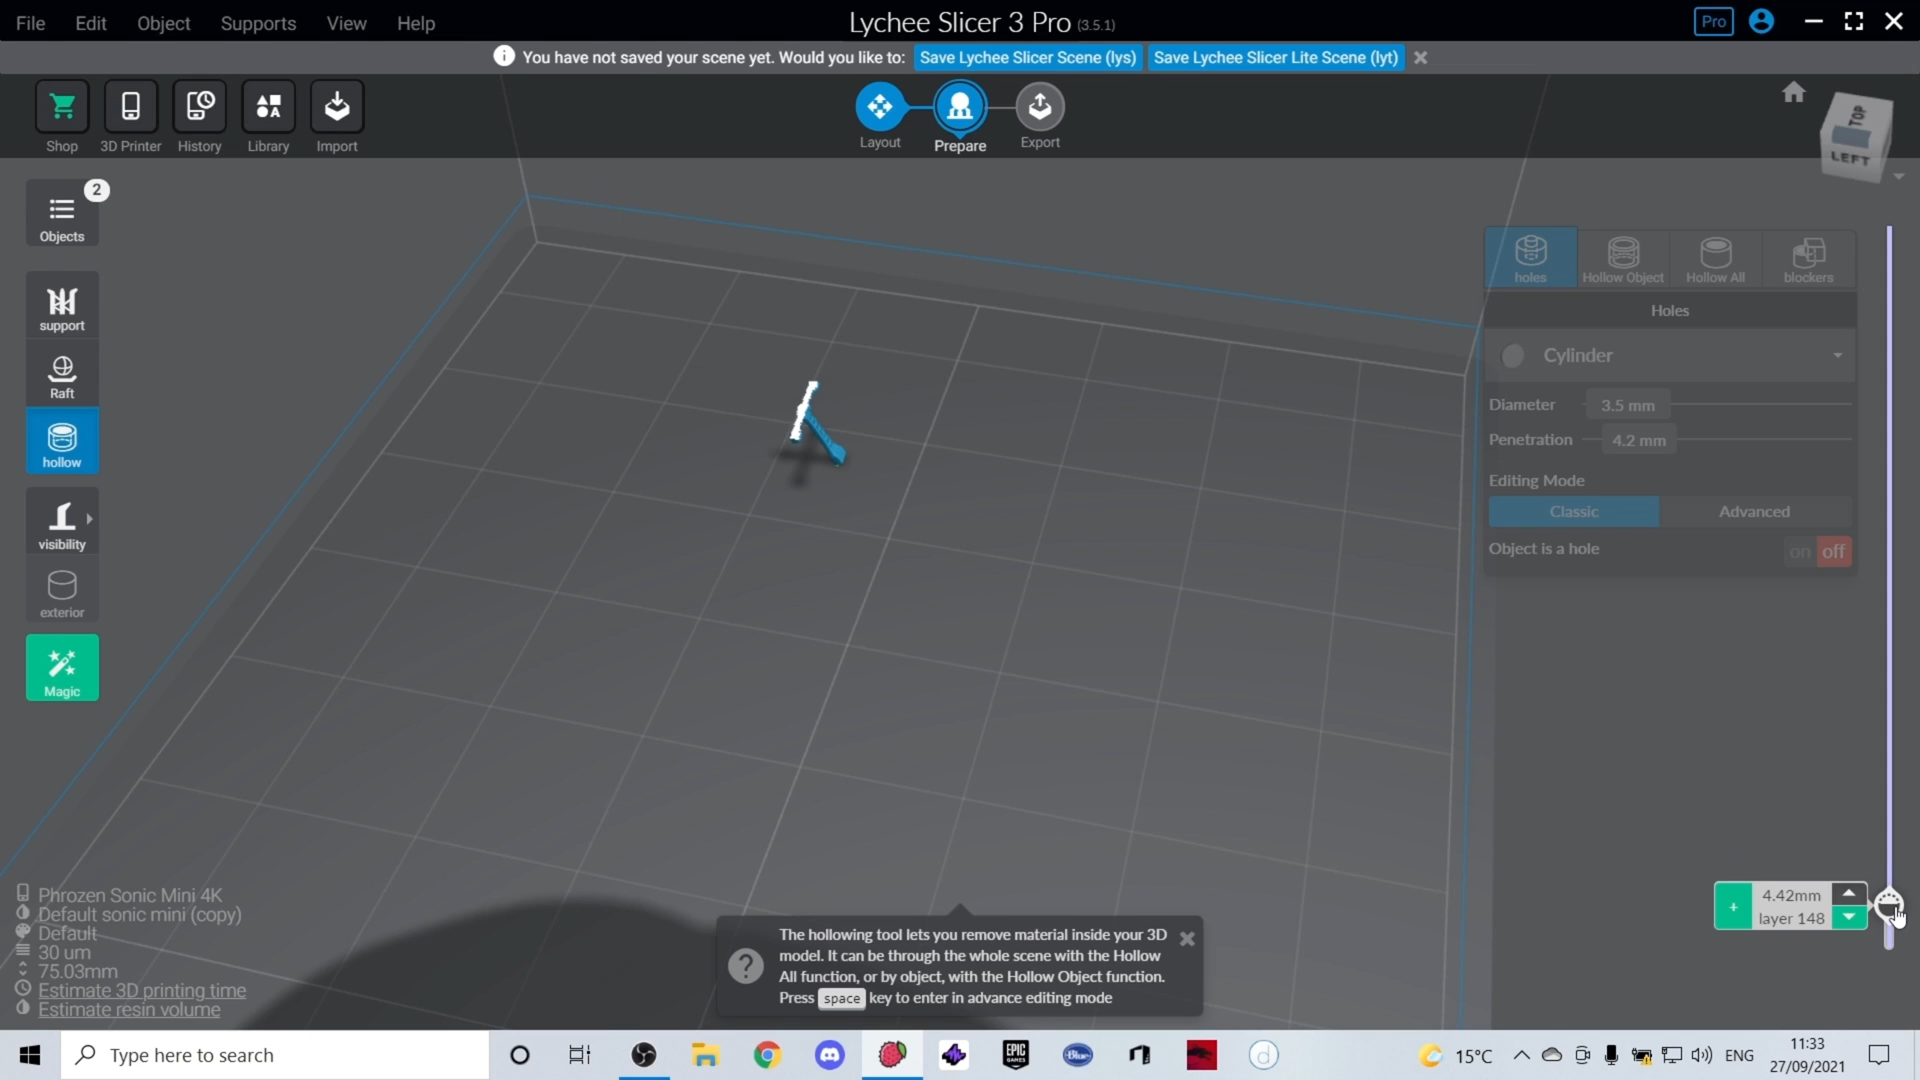 File Edit Object Supports View Help
Lychee Slicer 3 Pro (3.5.1)
Pro
You have not saved your scene yet. Would you like to: Save Lychee Slicer Scene (lys) Save Lychee Slicer Lite Scene (lyt)
Shop 3D Printer History Library Import
Layout Prepare Export
TOP
LEFT
2
Objects
support
Raft
hollow
visibility
exterior
Magic
holes Hollow Object Hollow All blockers
Holes
Cylinder
Diameter 3.5 mm
Penetration 4.2 mm
Editing Mode
Classic Advanced
Object is a hole on off
+ 4.42mm
layer 148
Phrozen Sonic Mini 4K
Default sonic mini (copy)
Default
30 um
75.03mm
Estimate 3D printing time
Estimate resin volume
? The hollowing tool lets you remove material inside your 3D
model. It can be through the whole scene with the Hollow
All function, or by object, with the Hollow Object function.
Press space key to enter in advance editing mode
Type here to search
EPIC
GAMES
Blue
d
15°C
ENG
11:33
27/09/2021